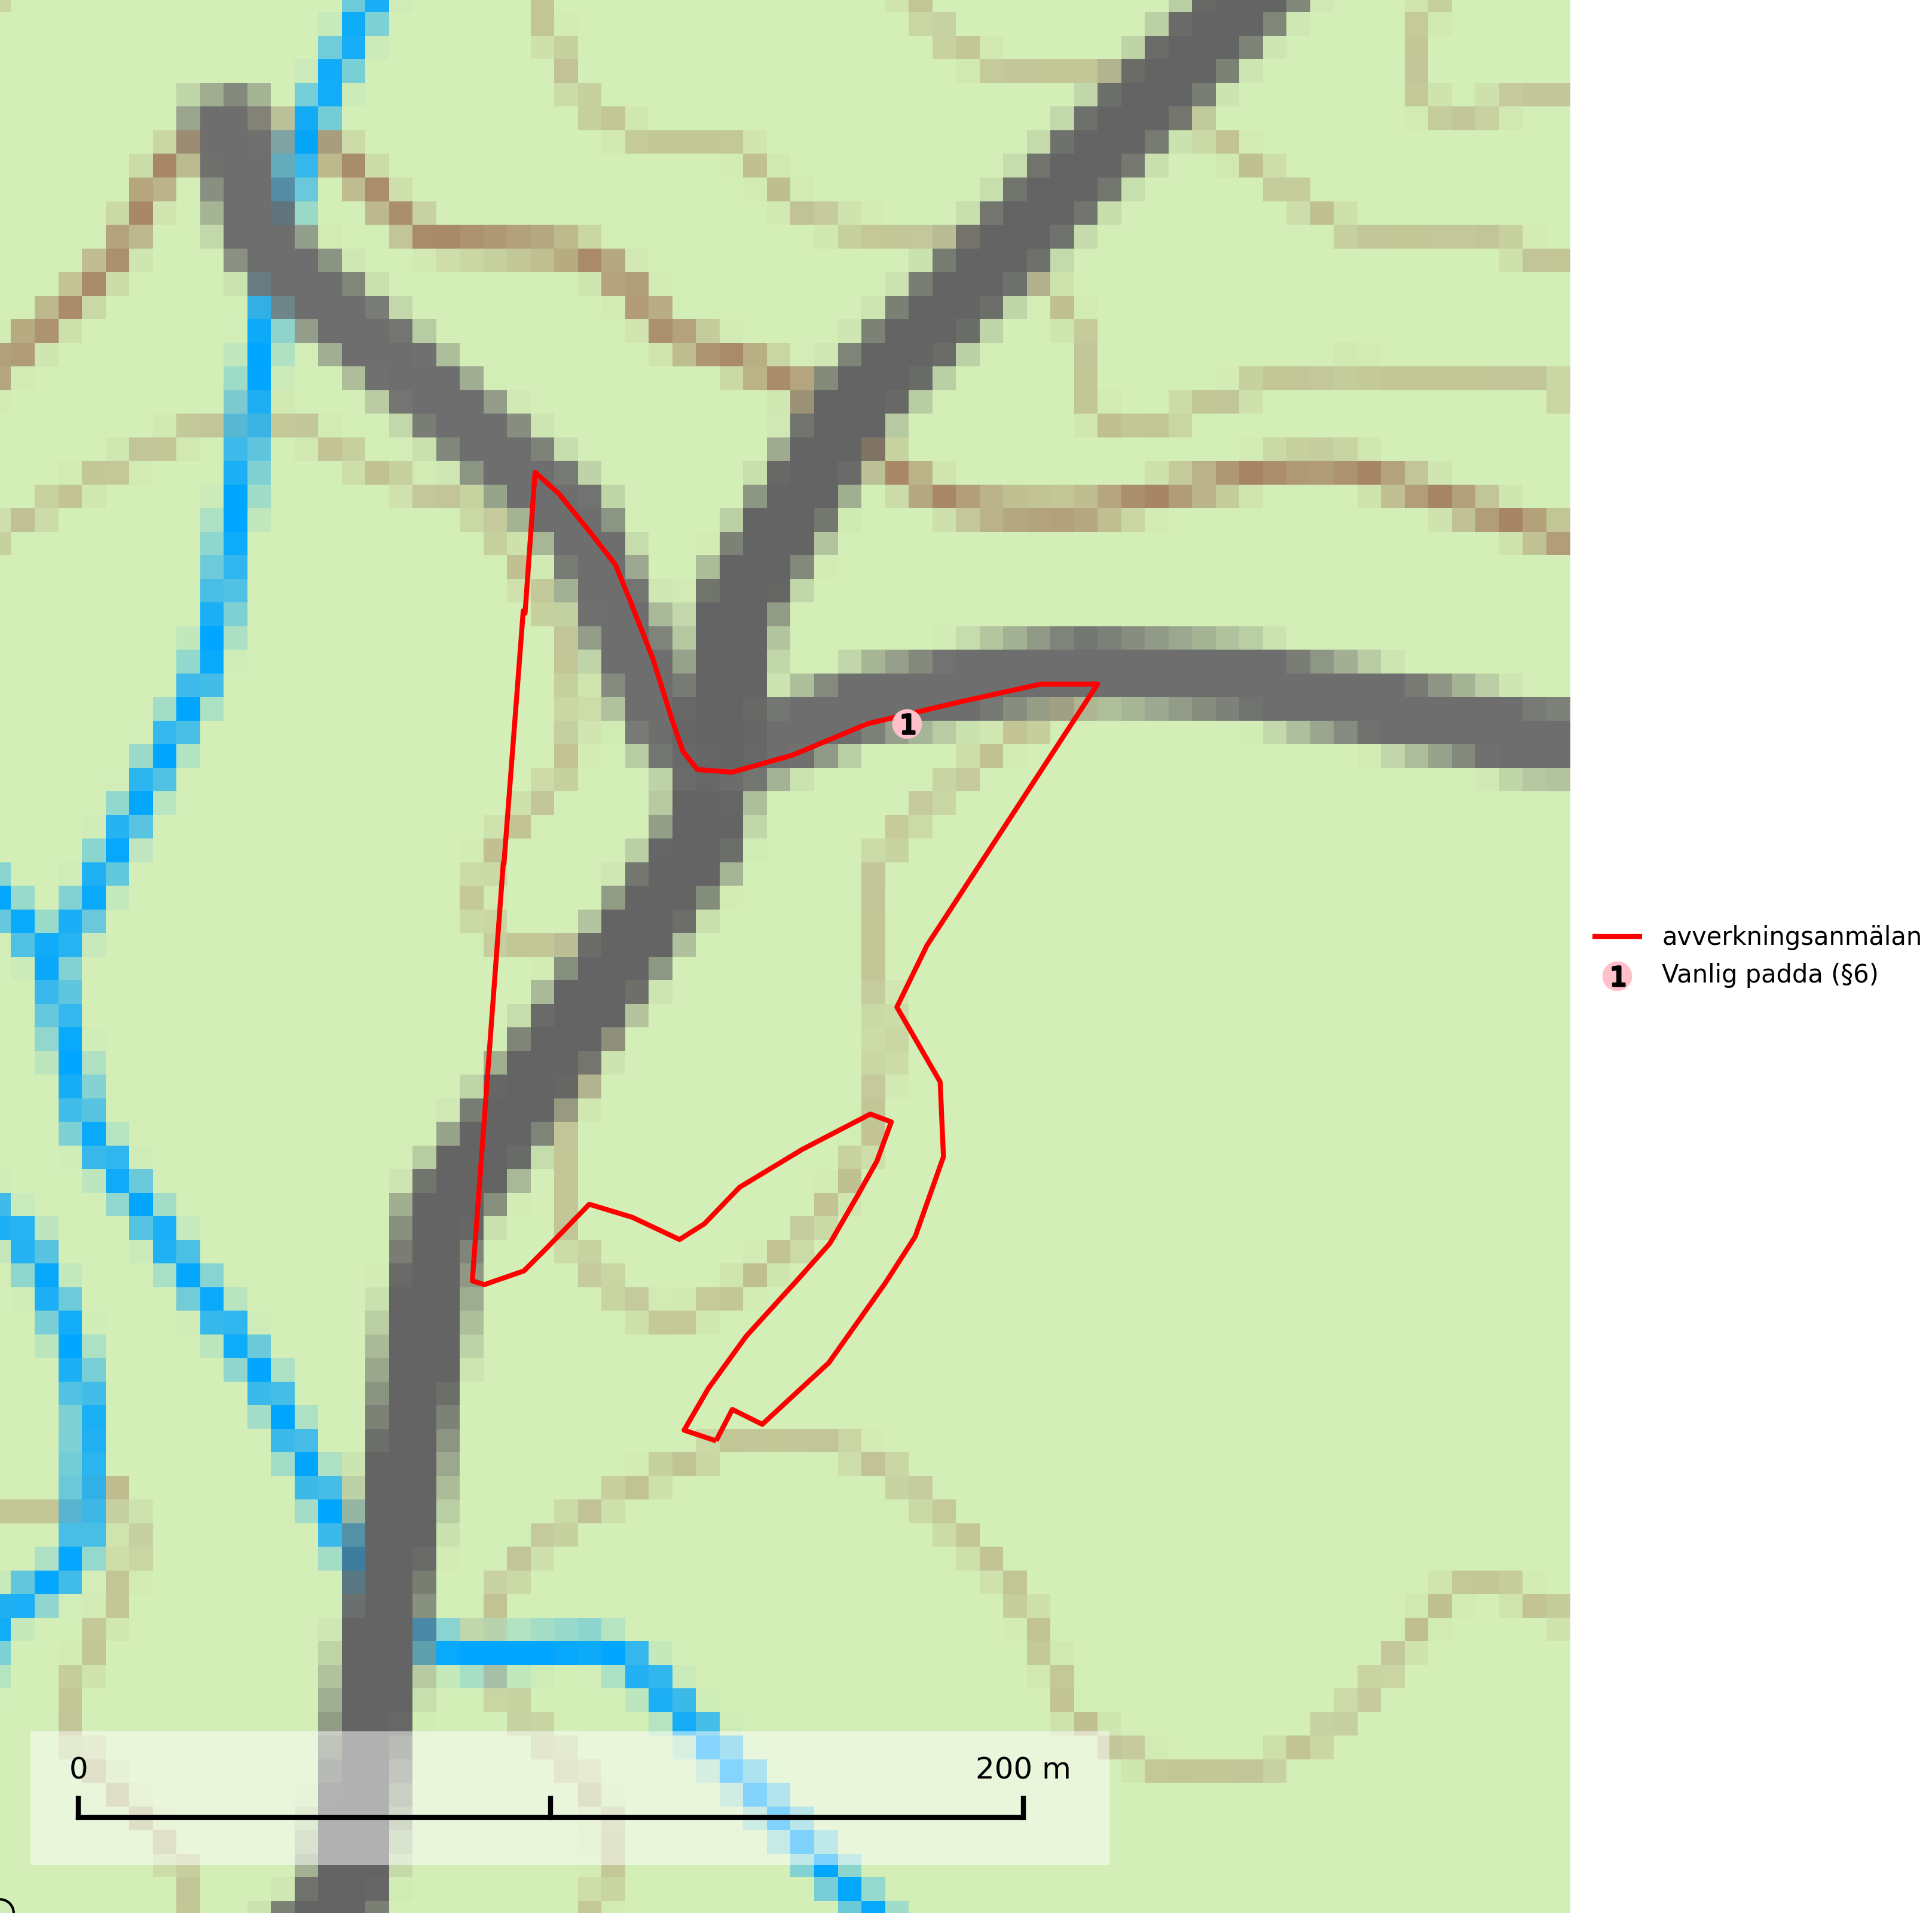 1
avverkningsanmälan
1 Vanlig padda (§6)
0 200 m